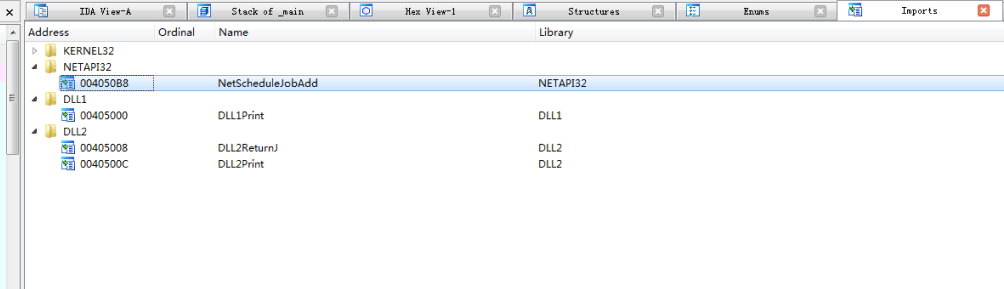 IDA View-A Stack of _main Hex View-1 Structures Enums Imports
Address Ordinal Name Library
KERNEL32
NETAPI32
004050B8 NetScheduleJobAdd NETAPI32
DLL1
00405000 DLL1Print DLL1
DLL2
00405008 DLL2ReturnJ DLL2
0040500C DLL2Print DLL2